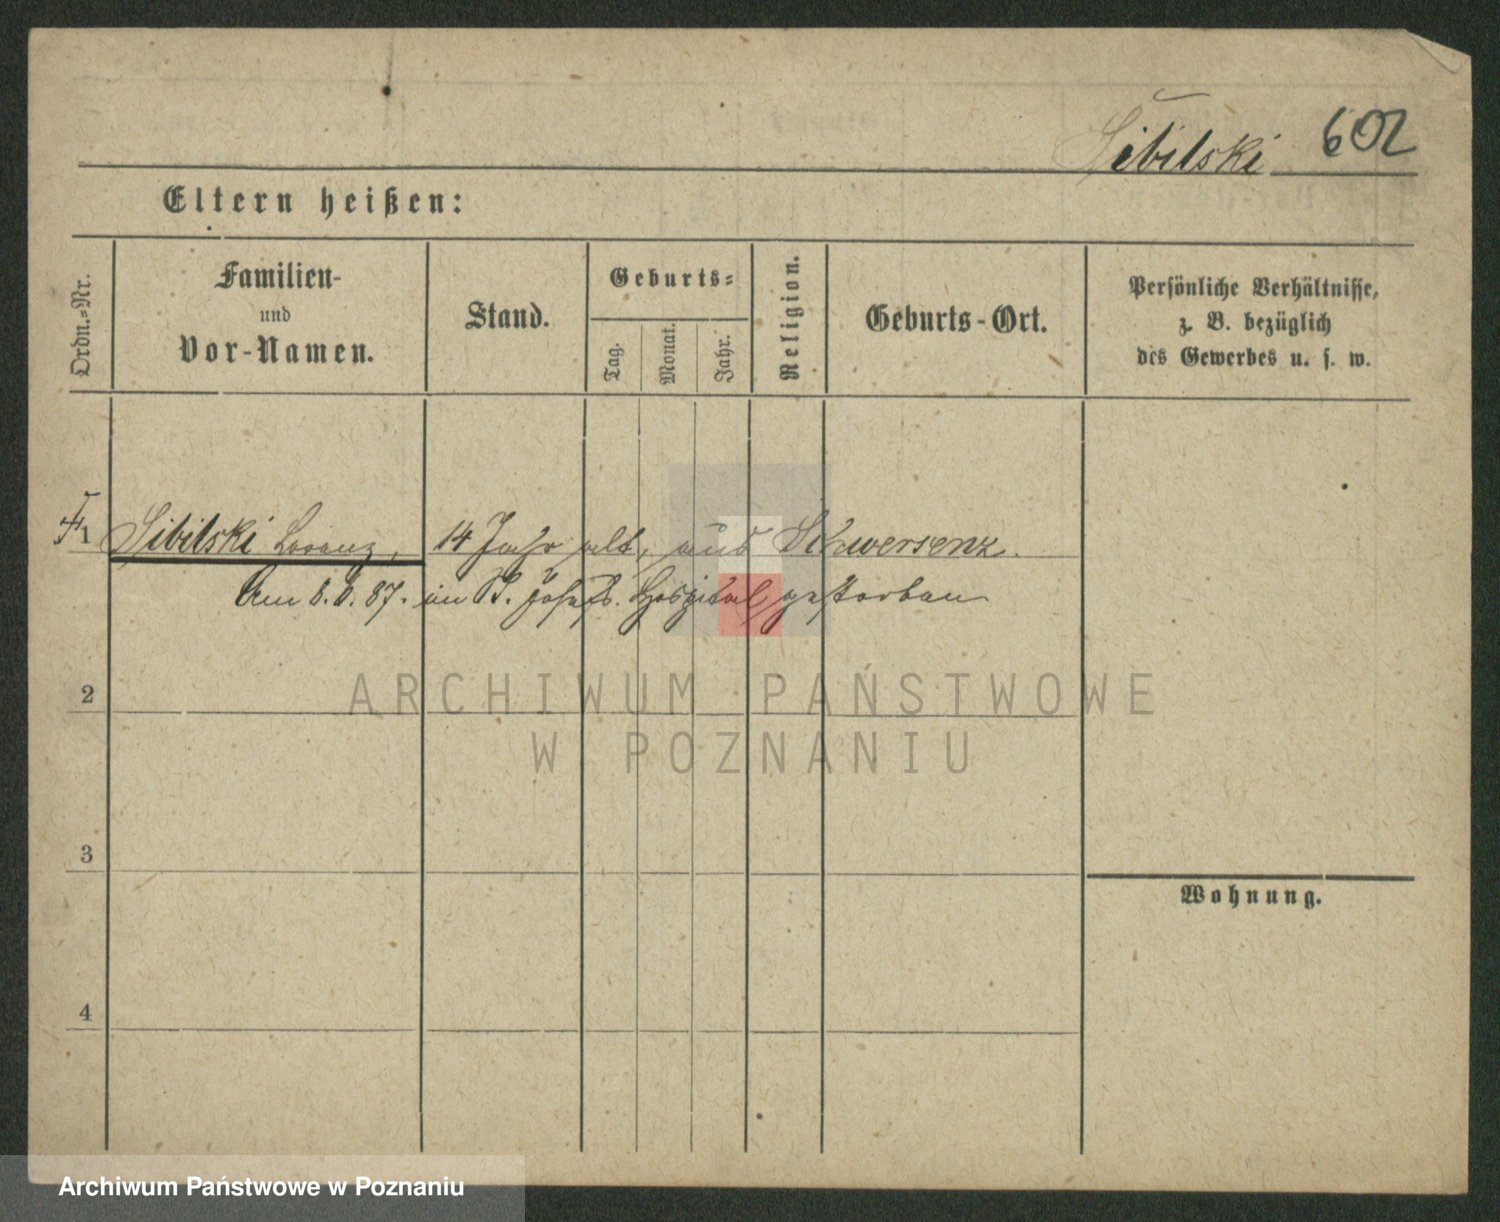 Sibilski 602
Eltern heißen:
Ordn.-Nr.
Familien-
und
Vor-Namen.
Stand.
Geburts-
Tag.
Monat.
Jahr.
Religion.
Geburts-Ort.
Persönliche Verhältnisse,
z. B. bezüglich
des Gewerbes u. s. w.
1 Sibilski Lorenz, 14 Jahr alt, aus Schwersenz.
Am 8. 6. 87. im St. Josefs. Hospital gestorben
ARCHIWUM PAŃSTWOWE
W POZNANIU
2
3
Wohnung.
4
Archiwum Państwowe w Poznaniu